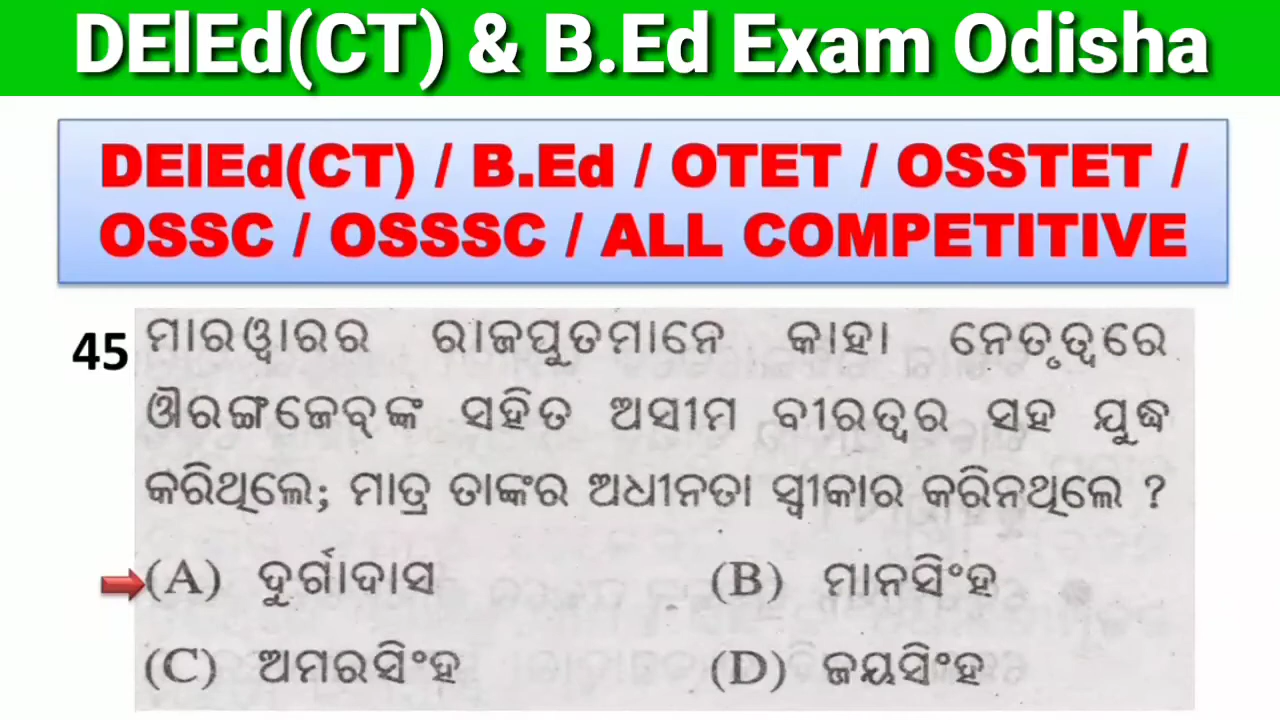 DElEd(CT) & B.Ed Exam Odisha
DElEd(CT) / B.Ed / OTET / OSSTET /
OSSC / OSSSC / ALL COMPETITIVE
45 ମାରୱାରର ରାଜପୁତମାନେ କାହା ନେତୃତ୍ୱରେ
ଔରଙ୍ଗଜେବ୍‌ଙ୍କ ସହିତ ଅସୀମ ବୀରତ୍ୱର ସହ ଯୁଦ୍ଧ
କରିଥିଲେ; ମାତ୍ର ତାଙ୍କର ଅଧୀନତା ସ୍ୱୀକାର କରିନଥିଲେ ?
(A) ଦୁର୍ଗାଦାସ (B) ମାନସିଂହ
(C) ଅମରସିଂହ (D) ଜୟସିଂହ